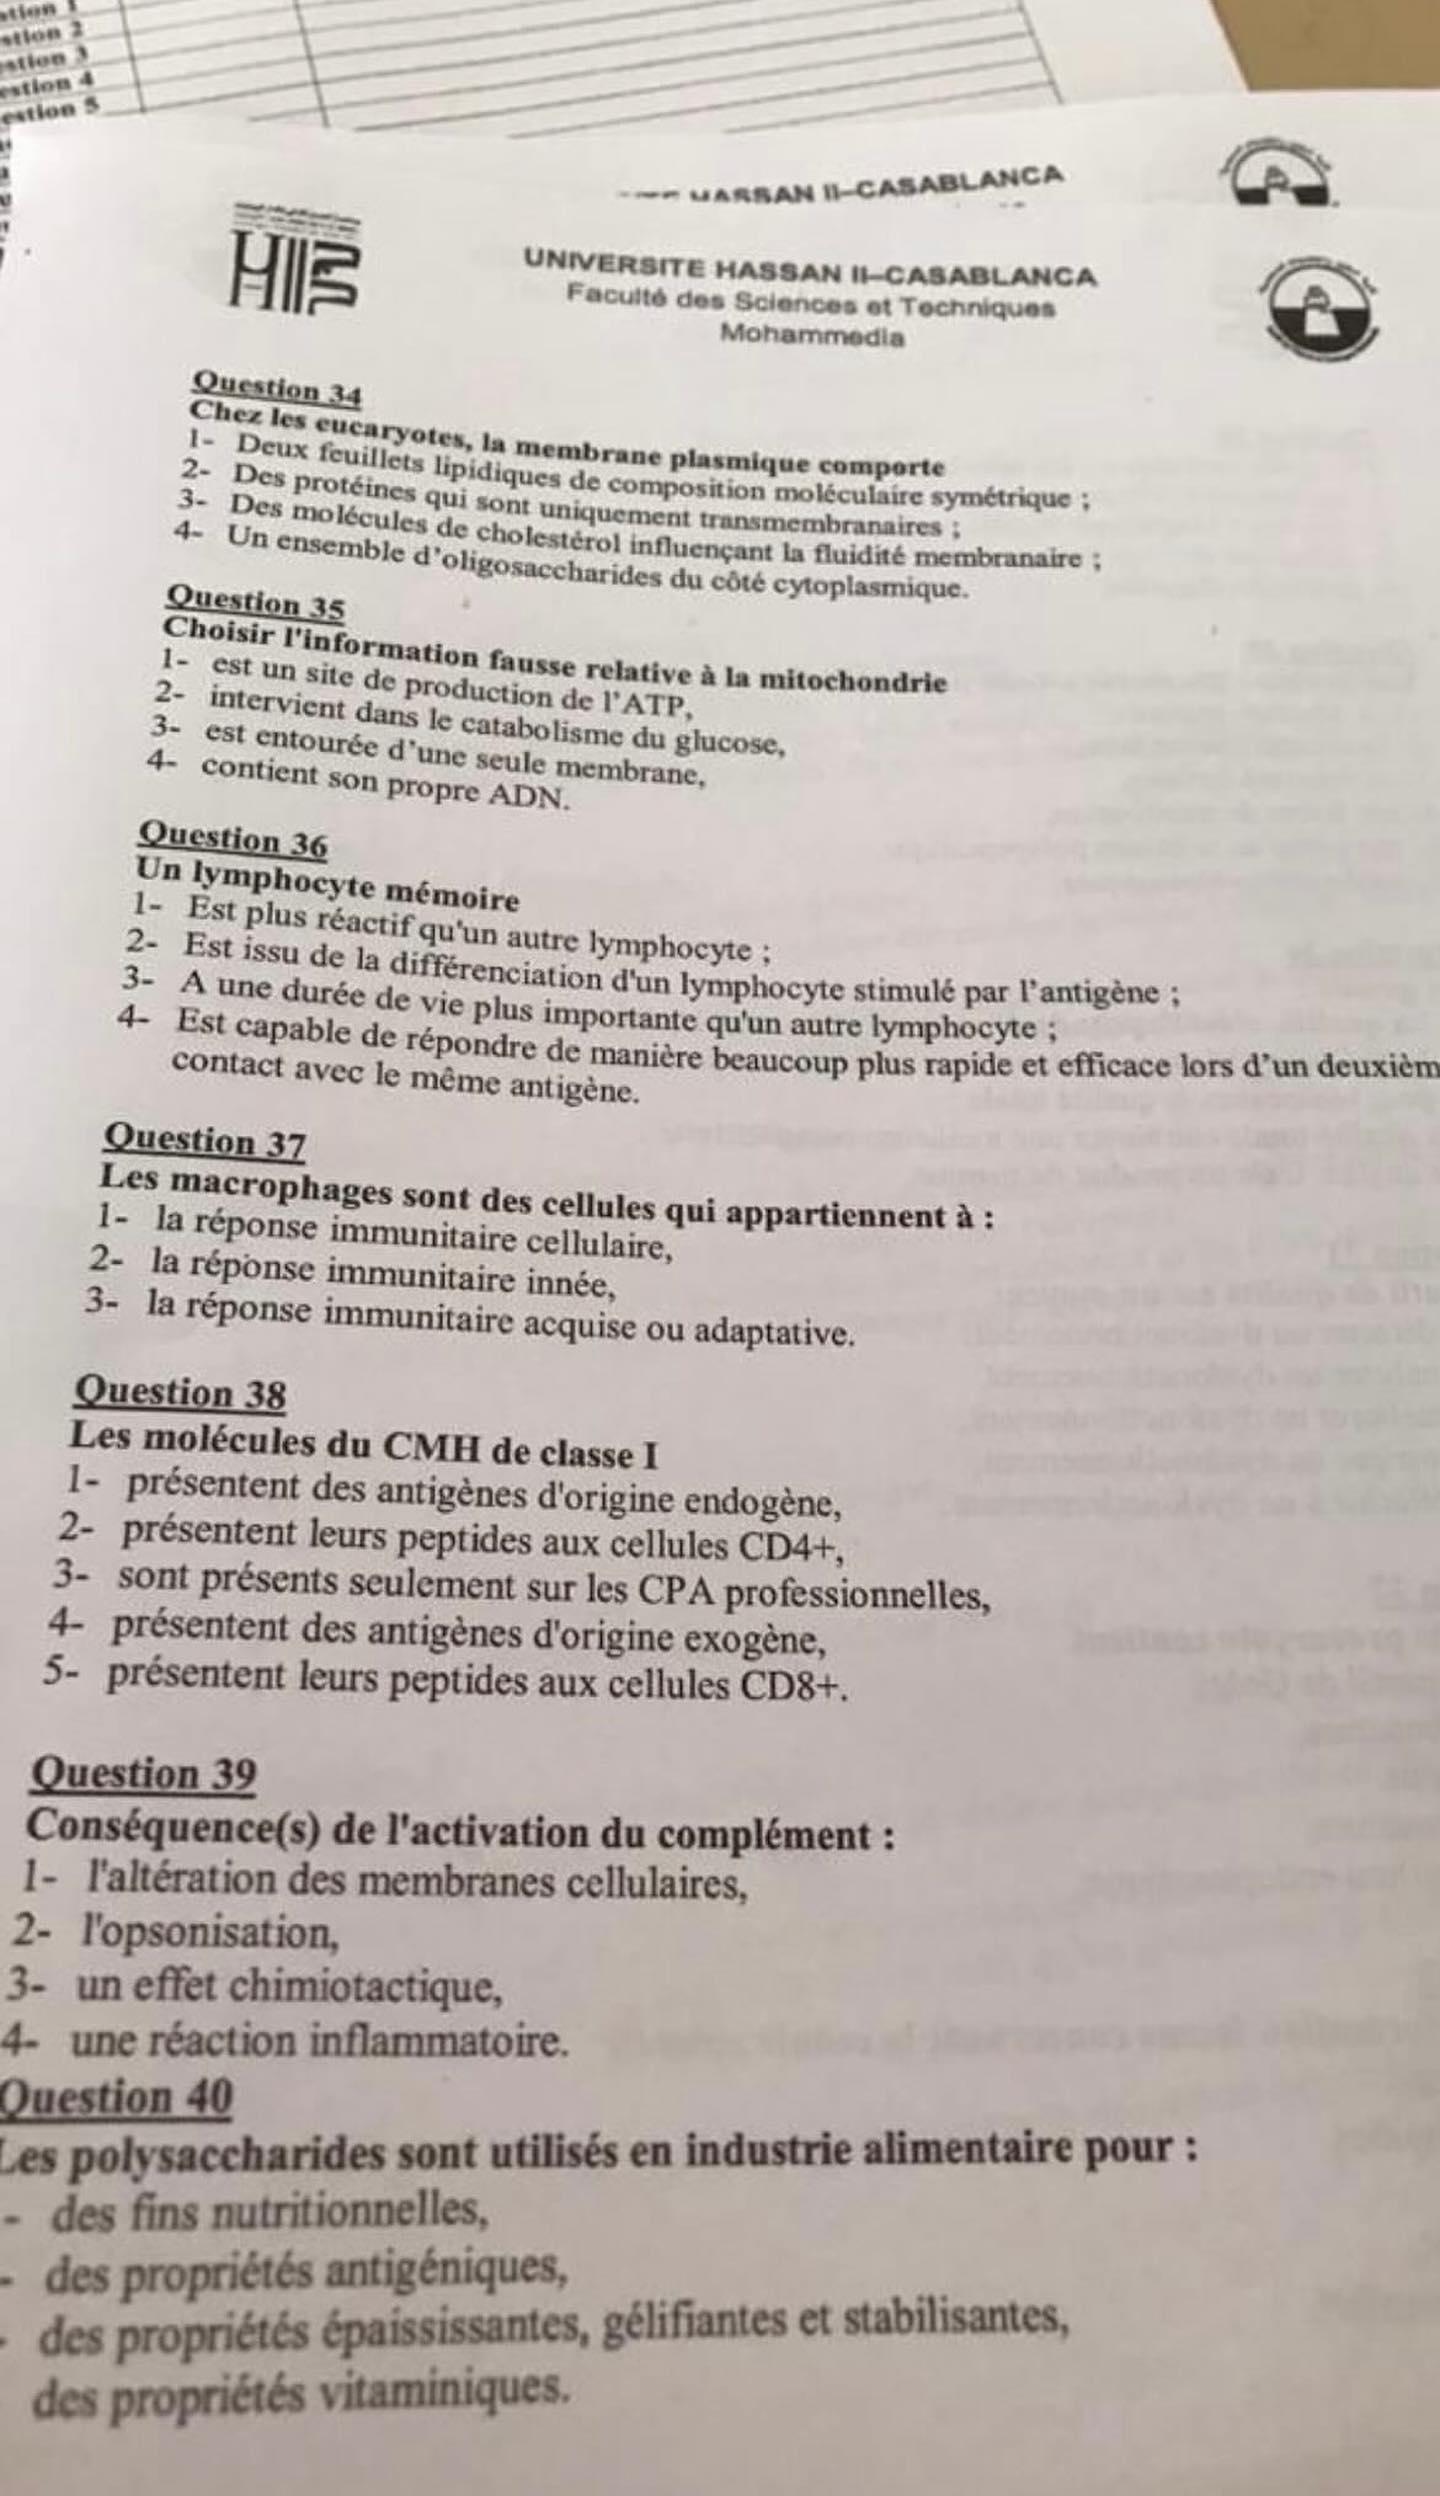 stion 2
stion 3
estion 4
estion 5
HASSAN II–CASABLANCA
UNIVERSITE HASSAN II–CASABLANCA
Faculté des Sciences et Techniques
Mohammedia
Question 34
Chez les eucaryotes, la membrane plasmique comporte
1- Deux feuillets lipidiques de composition moléculaire symétrique ;
2- Des protéines qui sont uniquement transmembranaires ;
3- Des molécules de cholestérol influençant la fluidité membranaire ;
4- Un ensemble d'oligosaccharides du côté cytoplasmique.
Question 35
Choisir l'information fausse relative à la mitochondrie
1- est un site de production de l'ATP,
2- intervient dans le catabolisme du glucose,
3- est entourée d'une seule membrane,
4- contient son propre ADN.
Question 36
Un lymphocyte mémoire
1- Est plus réactif qu'un autre lymphocyte ;
2- Est issu de la différenciation d'un lymphocyte stimulé par l'antigène ;
3- A une durée de vie plus importante qu'un autre lymphocyte ;
4- Est capable de répondre de manière beaucoup plus rapide et efficace lors d'un deuxièm
contact avec le même antigène.
Question 37
Les macrophages sont des cellules qui appartiennent à :
1- la réponse immunitaire cellulaire,
2- la réponse immunitaire innée,
3- la réponse immunitaire acquise ou adaptative.
Question 38
Les molécules du CMH de classe I
1- présentent des antigènes d'origine endogène,
2- présentent leurs peptides aux cellules CD4+,
3- sont présents seulement sur les CPA professionnelles,
4- présentent des antigènes d'origine exogène,
5- présentent leurs peptides aux cellules CD8+.
Question 39
Conséquence(s) de l'activation du complément :
1- l'altération des membranes cellulaires,
2- l'opsonisation,
3- un effet chimiotactique,
4- une réaction inflammatoire.
Question 40
Les polysaccharides sont utilisés en industrie alimentaire pour :
- des fins nutritionnelles,
- des propriétés antigéniques,
- des propriétés épaississantes, gélifiantes et stabilisantes,
des propriétés vitaminiques.